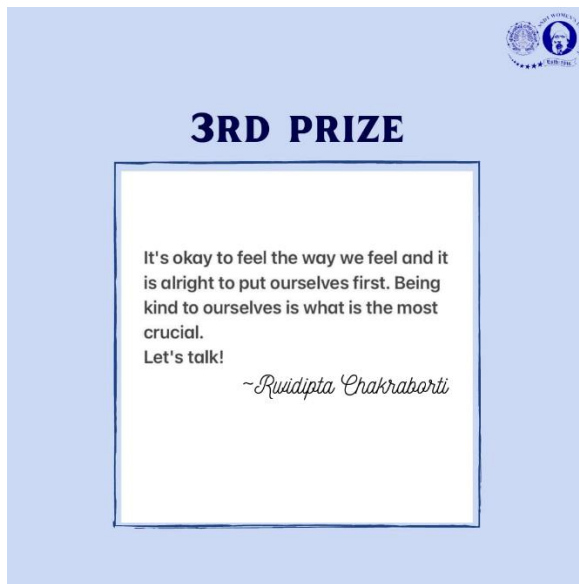 3RD PRIZE
It's okay to feel the way we feel and it
is alright to put ourselves first. Being
kind to ourselves is what is the most
crucial.
Let's talk!
~Rwidipta Chakraborti